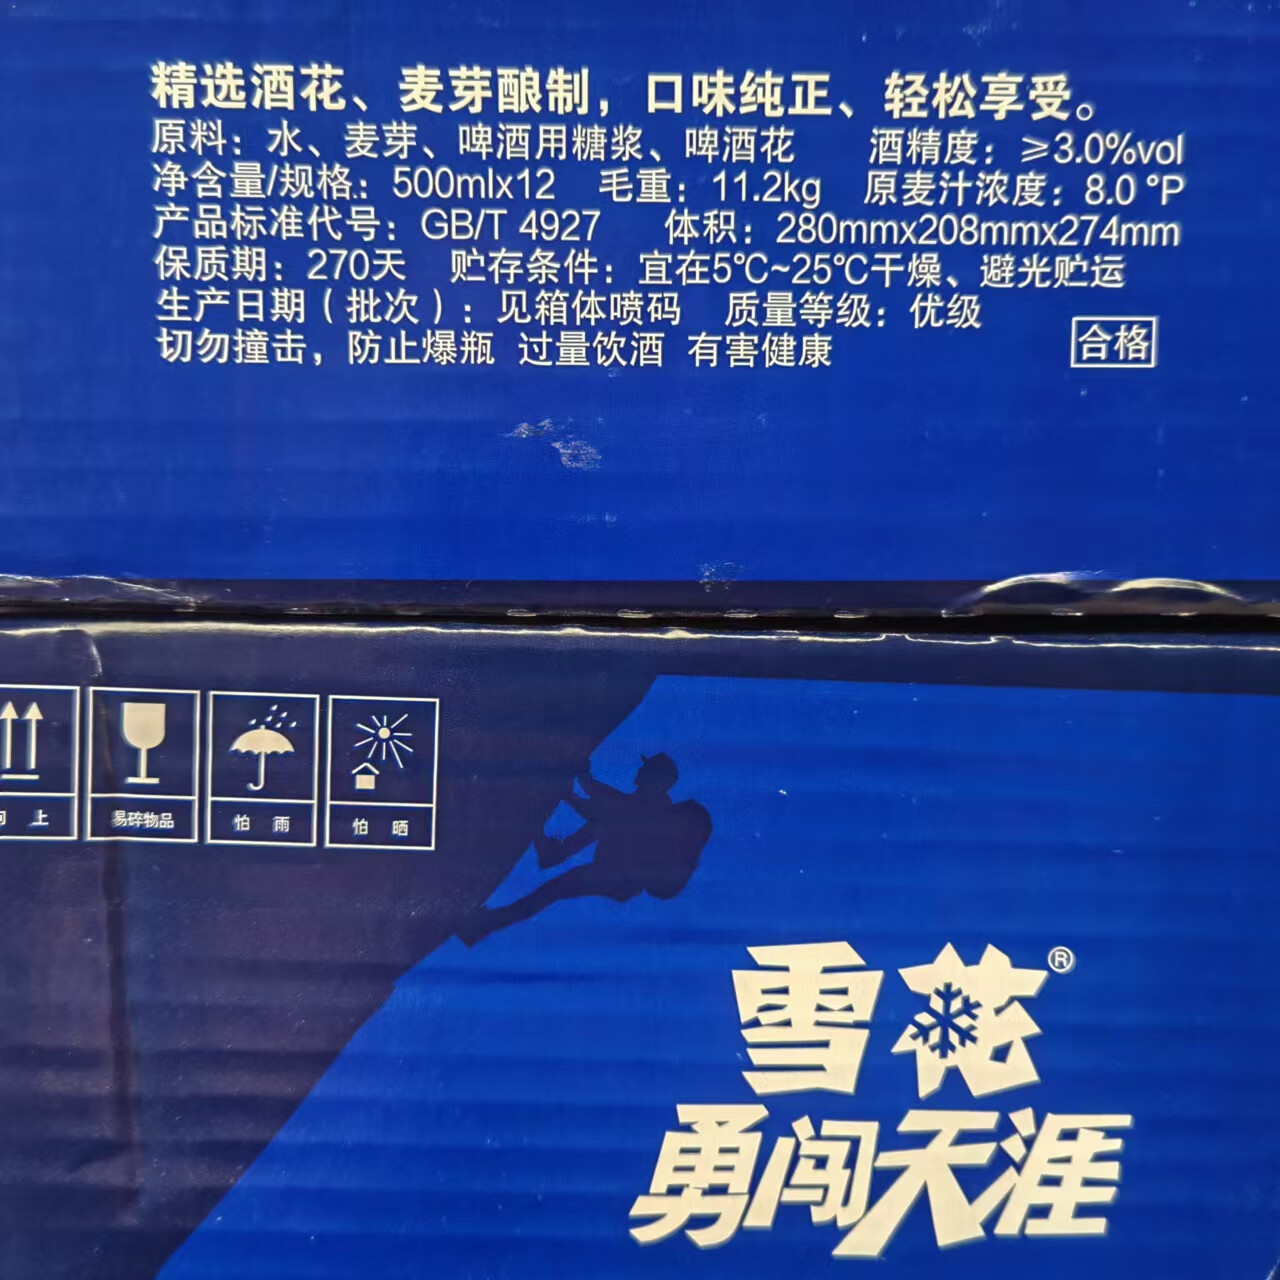 精选酒花、麦芽酿制，口味纯正、轻松享受。
原料：水、麦芽、啤酒用糖浆、啤酒花 酒精度：≥3.0%vol
净含量/规格：500mlx12 毛重：11.2kg 原麦汁浓度：8.0 °P
产品标准代号：GB/T 4927 体积：280mmx208mmx274mm
保质期：270天 贮存条件：宜在5℃~25℃干燥、避光贮运
生产日期（批次）：见箱体喷码 质量等级：优级
切勿撞击，防止爆瓶 过量饮酒 有害健康
合格
向上
易碎物品
怕雨
怕晒
雪花®
勇闯天涯